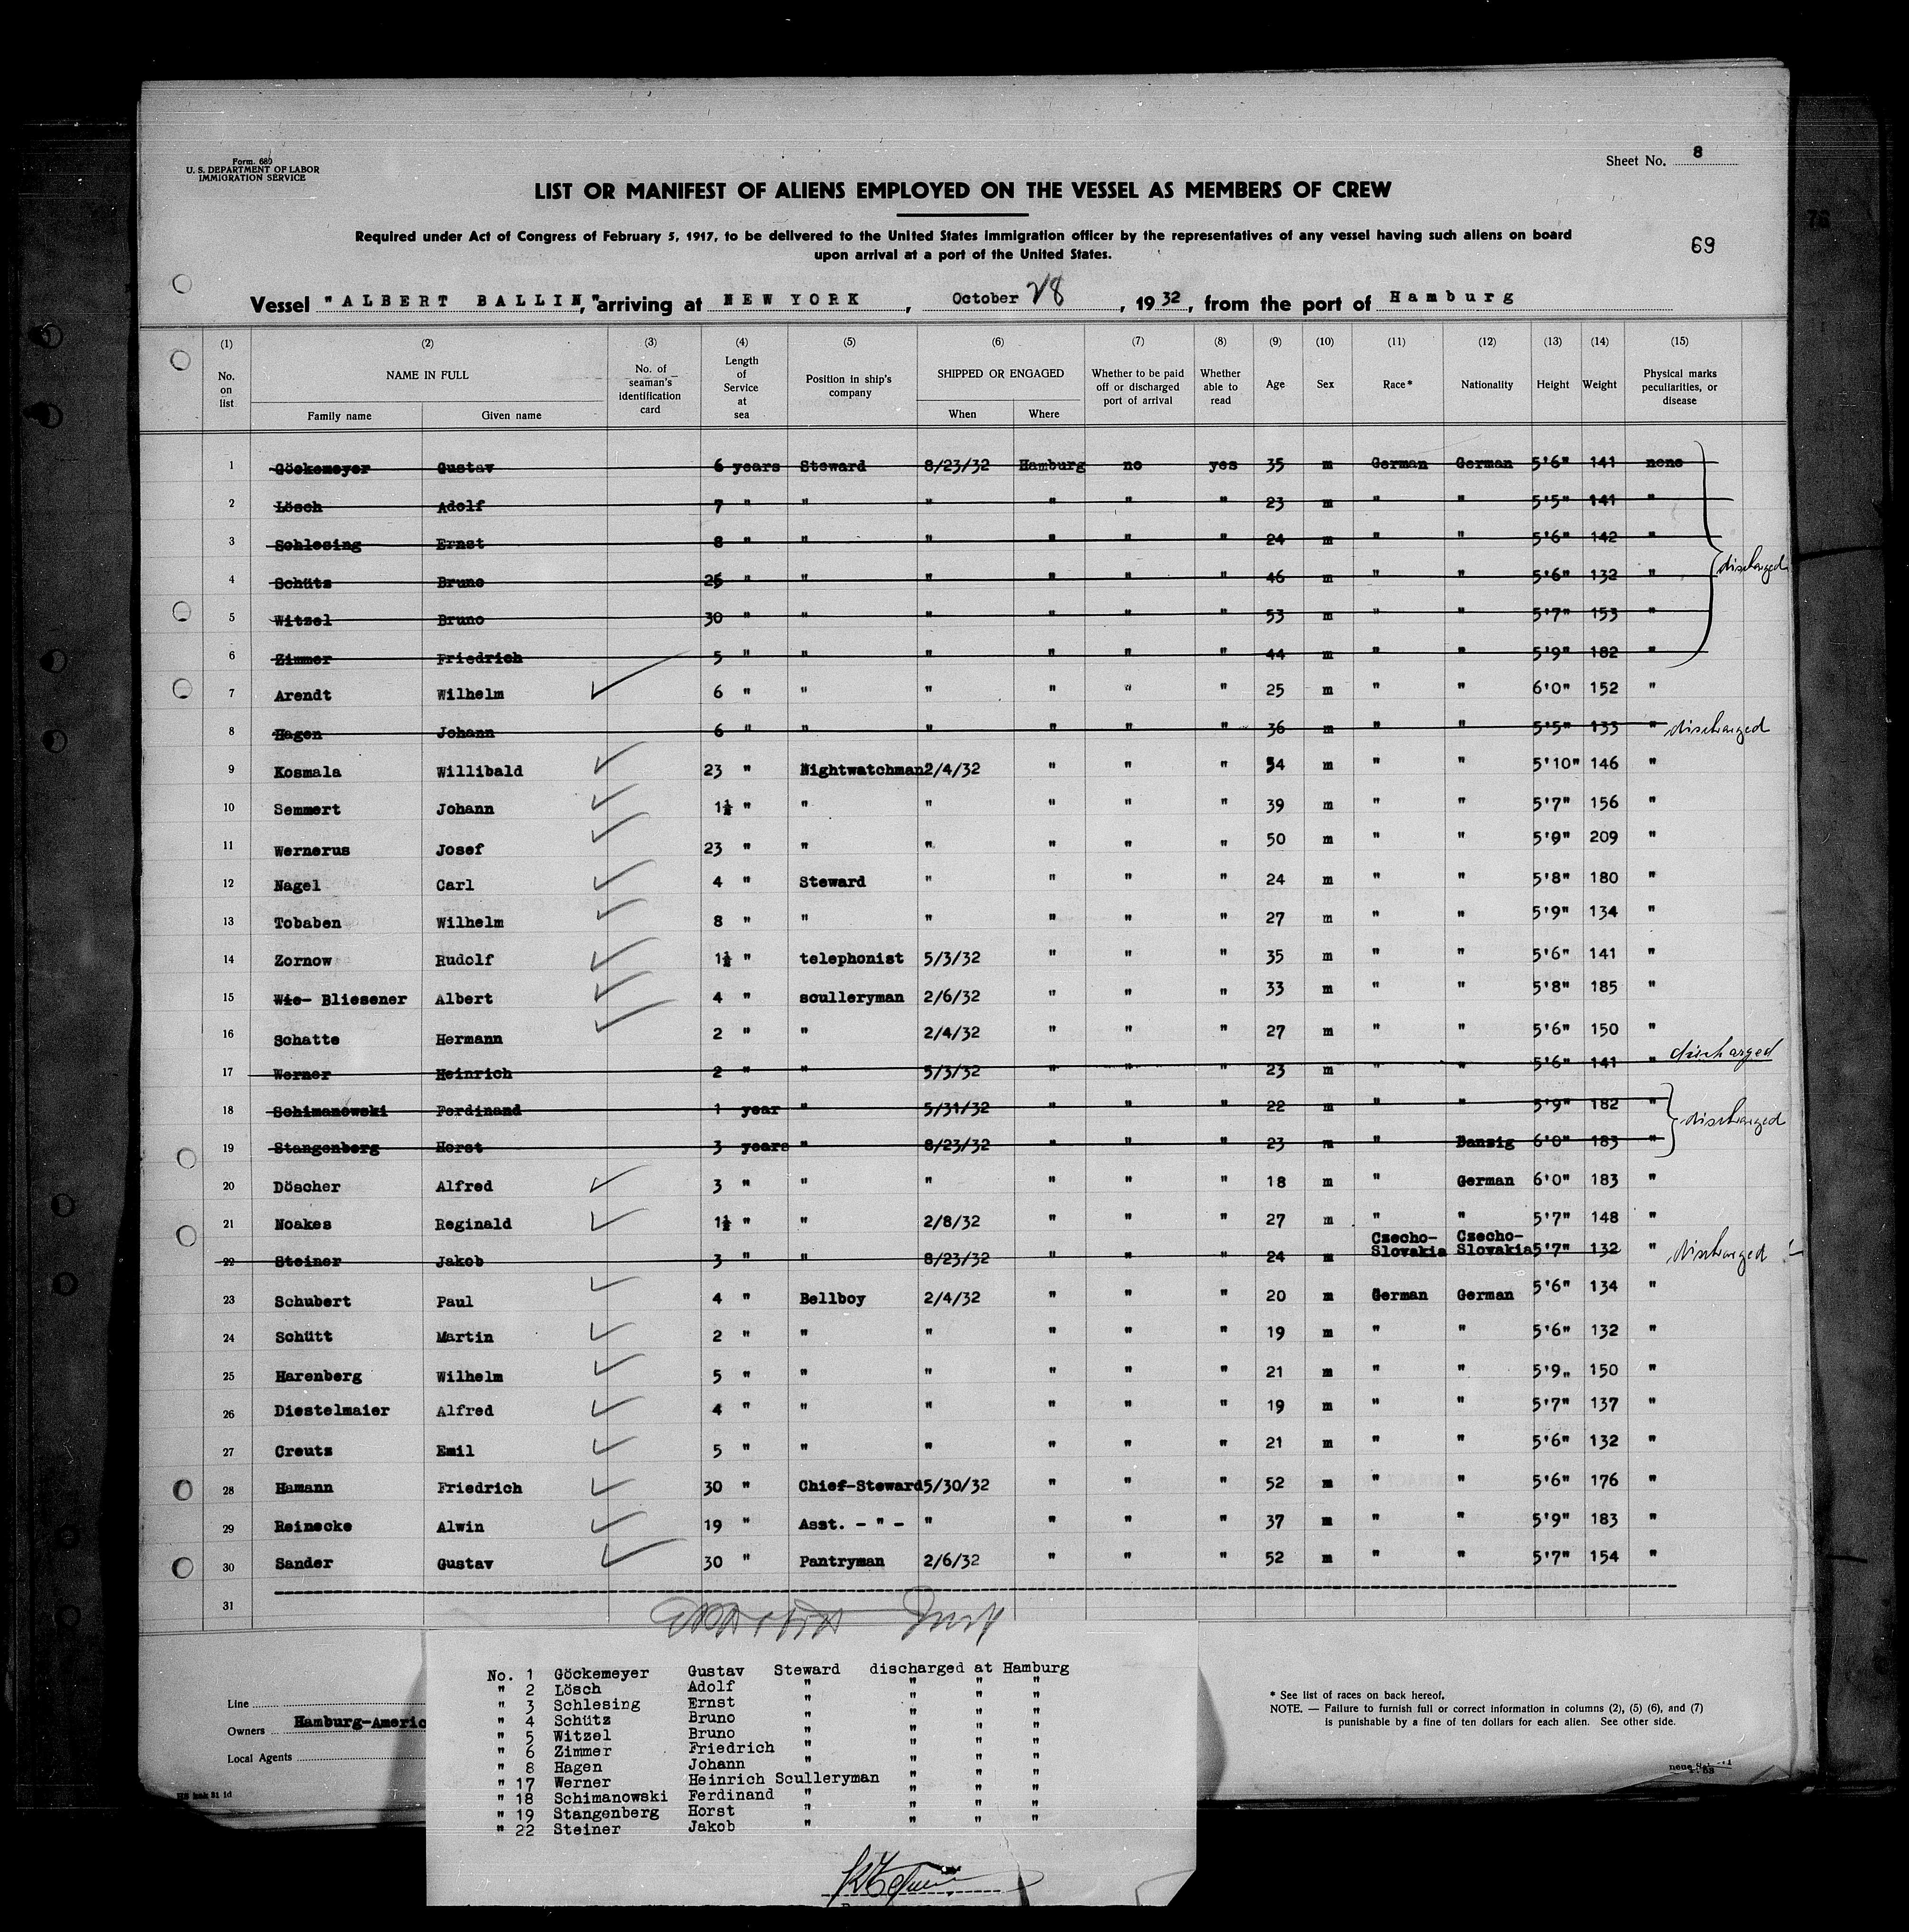 Form. 680
U. S. DEPARTMENT OF LABOR
IMMIGRATION SERVICE
Sheet No. 8
LIST OR MANIFEST OF ALIENS EMPLOYED ON THE VESSEL AS MEMBERS OF CREW
Required under Act of Congress of February 5, 1917, to be delivered to the United States immigration officer by the representatives of any vessel having such aliens on board
upon arrival at a port of the United States.
69
76
Vessel "ALBERT BALLIN," arriving at NEW YORK, October 28, 1932, from the port of Hamburg
(1) (2) (3) (4) (5) (6) (7) (8) (9) (10) (11) (12) (13) (14) (15)
No. on list NAME IN FULL Family name Given name No. of seaman's identification card Length of Service at sea Position in ship's company SHIPPED OR ENGAGED When Where Whether to be paid off or discharged port of arrival Whether able to read Age Sex Race* Nationality Height Weight Physical marks peculiarities, or disease
1 Göckemeyer Gustav 6 years Steward 8/23/32 Hamburg no yes 35 m German German 5'6" 141 none
2 Lösch Adolf 7 " " " " " " 23 m " " 5'5" 141 "
3 Schlesing Ernst 8 " " " " " " 24 m " " 5'6" 142 "
4 Schütz Bruno 25 " " " " " " 46 m " " 5'6" 132 " discharged
5 Witzel Bruno 30 " " " " " " 53 m " " 5'7" 153 "
6 Zimmer Friedrich 5 " " " " " " 44 m " " 5'9" 182 "
7 Arendt Wilhelm 6 " " " " " " 25 m " " 6'0" 152 "
8 Hagen Johann 6 " " " " " " 36 m " " 5'5" 133 " discharged
9 Kosmala Willibald 23 " Nightwatchman 2/4/32 " " " 54 m " " 5'10" 146 "
10 Semmert Johann 1½ " " " " " " 39 m " " 5'7" 156 "
11 Wernerus Josef 23 " " " " " " 50 m " " 5'9" 209 "
12 Nagel Carl 4 " Steward " " " " 24 m " " 5'8" 180 "
13 Tobaben Wilhelm 8 " " " " " " 27 m " " 5'9" 134 "
14 Zornow Rudolf 1½ " telephonist 5/3/32 " " " 35 m " " 5'6" 141 "
15 Wie- Bliesener Albert 4 " sculleryman 2/6/32 " " " 33 m " " 5'8" 185 "
16 Schatte Hermann 2 " " 2/4/32 " " " 27 m " " 5'6" 150 "
17 Werner Heinrich 2 " " 5/3/32 " " " 23 m " " 5'6" 141 " discharged
18 Schimanowski Ferdinand 1 year " 5/31/32 " " " 22 m " " 5'9" 182 " discharged
19 Stangenberg Horst 3 years " 8/23/32 " " " 23 m " Danzig 6'0" 183 "
20 Döscher Alfred 3 " " " " " " 18 m " German 6'0" 183 "
21 Noakes Reginald 1½ " " 2/8/32 " " " 27 m " " 5'7" 148 "
22 Steiner Jakob 3 " " 8/23/32 " " " 24 m Czecho-Slovakia Czecho-Slovakia 5'7" 132 " discharged
23 Schubert Paul 4 " Bellboy 2/4/32 " " " 20 m German German 5'6" 134 "
24 Schütt Martin 2 " " " " " " 19 m " " 5'6" 132 "
25 Harenberg Wilhelm 5 " " " " " " 21 m " " 5'9" 150 "
26 Diestelmaier Alfred 4 " " " " " " 19 m " " 5'7" 137 "
27 Creutz Emil 5 " " " " " " 21 m " " 5'6" 132 "
28 Hamann Friedrich 30 " Chief-Steward 5/30/32 " " " 52 m " " 5'6" 176 "
29 Reinecke Alwin 19 " Asst. - " - " " " " 37 m " " 5'9" 183 "
30 Sander Gustav 30 " Pantryman 2/6/32 " " " 52 m " " 5'7" 154 "
31
No. 1 Göckemeyer Gustav Steward discharged at Hamburg
" 2 Lösch Adolf " " " "
" 3 Schlesing Ernst " " " "
" 4 Schütz Bruno " " " "
" 5 Witzel Bruno " " " "
" 6 Zimmer Friedrich " " " "
" 8 Hagen Johann " " " "
" 17 Werner Heinrich Sculleryman " " "
" 18 Schimanowski Ferdinand " " " "
" 19 Stangenberg Horst " " " "
" 22 Steiner Jakob " " " "
Line
Owners Hamburg-Americ
Local Agents
* See list of races on back hereof.
NOTE. — Failure to furnish full or correct information in columns (2), (5) (6), and (7)
is punishable by a fine of ten dollars for each alien. See other side.